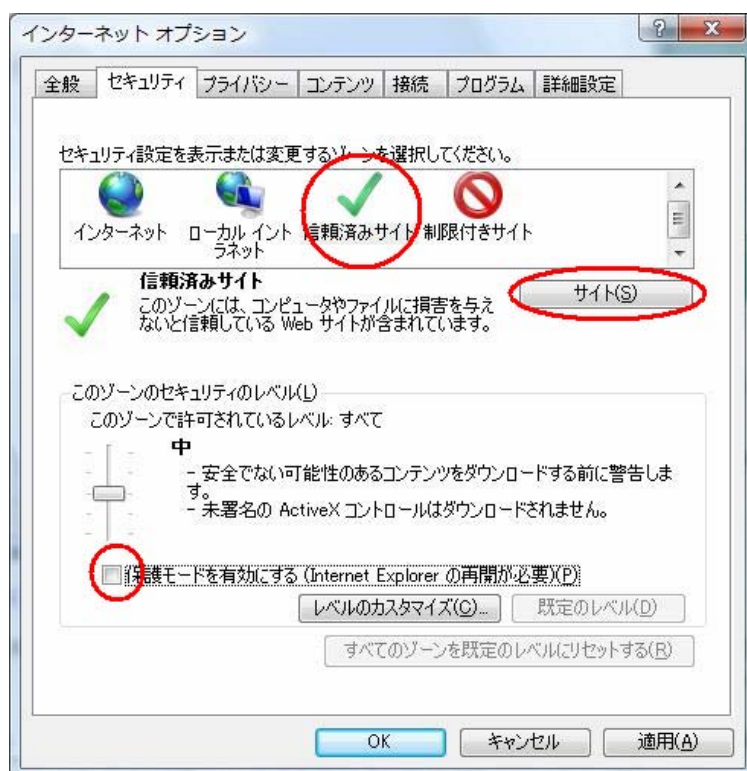 インターネット オプション
全般 セキュリティ プライバシー コンテンツ 接続 プログラム 詳細設定
セキュリティ設定を表示または変更するゾーンを選択してください。
インターネット ローカル イント 信頼済みサイト 制限付きサイト
ラネット
信頼済みサイト
このゾーンには、コンピュータやファイルに損害を与え
ないと信頼している Web サイトが含まれています。
サイト(S)
このゾーンのセキュリティのレベル(L)
このゾーンで許可されているレベル: すべて
中
- 安全でない可能性のあるコンテンツをダウンロードする前に警告しま
す。
- 未署名の ActiveX コントロールはダウンロードされません。
保護モードを有効にする (Internet Explorer の再開が必要)(P)
レベルのカスタマイズ(C)... 既定のレベル(D)
すべてのゾーンを既定のレベルにリセットする(R)
OK キャンセル 適用(A)